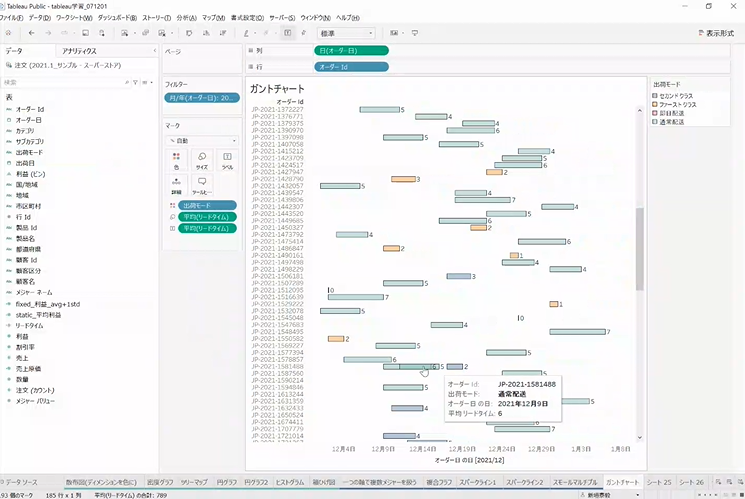 Tableau Public - tableau学習_071201
ファイル(F) データ(D) ワークシート(W) ダッシュボード(B) ストーリー(T) 分析(A) マップ(M) 書式設定(O) サーバー(S) ウィンドウ(N) ヘルプ(H)
標準
表示形式
データ アナリティクス
注文 (2021.1_サンプル - スーパーストア)
検索
表
オーダー Id
オーダー日
カテゴリ
サブカテゴリ
出荷モード
出荷日
利益 (ビン)
国/地域
地域
市区町村
行 Id
製品 Id
製品名
都道府県
顧客 Id
顧客区分
顧客名
メジャー ネーム
fixed_利益_avg+1std
static_平均利益
リードタイム
利益
割引率
売上
売上原価
数量
注文 (カウント)
メジャー バリュー
ページ
フィルター
月/年(オーダー日): 20...
マーク
自動
色 サイズ ラベル
詳細 ツールヒ...
出荷モード
平均(リードタイム)
平均(リードタイム)
列 日(オーダー日)
行 オーダー Id
ガントチャート
オーダー Id
JP-2021-1372227 5
JP-2021-1376771 4
JP-2021-1379375 4
JP-2021-1390970 6
JP-2021-1397098 5
JP-2021-1407058 5
JP-2021-1415212 4
JP-2021-1423709 5
JP-2021-1424517 6
JP-2021-1427947 2
JP-2021-1428790 3
JP-2021-1432057 5
JP-2021-1439547 4
JP-2021-1439806 7
JP-2021-1442307 4
JP-2021-1443520 5
JP-2021-1449685 6
JP-2021-1450327 2
JP-2021-1473792 4
JP-2021-1475414 6
JP-2021-1486847 2
JP-2021-1490161 1
JP-2021-1497498 4
JP-2021-1498229 4
JP-2021-1506181 3
JP-2021-1507289 5
JP-2021-1512095 0
JP-2021-1516639 7
JP-2021-1529222 1
JP-2021-1532078 5
JP-2021-1545048 0
JP-2021-1547683 4
JP-2021-1548495 7
JP-2021-1550582 2
JP-2021-1569227 5
JP-2021-1577394 5
JP-2021-1578857 6
JP-2021-1581488 6 5 2
JP-2021-1587560
JP-2021-1590214
JP-2021-1594846 5
JP-2021-1613244
JP-2021-1631359 5
JP-2021-1632433 4
JP-2021-1650524
JP-2021-1674411
JP-2021-1707779 7
JP-2021-1721014 4
オーダー Id: JP-2021-1581488
出荷モード: 通常配送
オーダー日 の日: 2021年12月9日
平均 リードタイム: 6
12月4日 12月9日 12月14日 12月19日 12月24日 12月29日 1月3日 1月8日
オーダー日 の日 [2021/12]
出荷モード
セカンド クラス
ファースト クラス
即日配送
通常配送
データ ソース 散布図(ディメンションを色に) 密度グラフ ツリーマップ 円グラフ 円グラフ2 ヒストグラム 箱ひげ図 一つの軸で複数メジャーを扱う 複合グラフ スパークライン1 スパークライン2 スモールマルチプル ガントチャート シート 25 シート 26
93 個のマーク 185 行 x 1 列 平均(リードタイム) の合計: 789